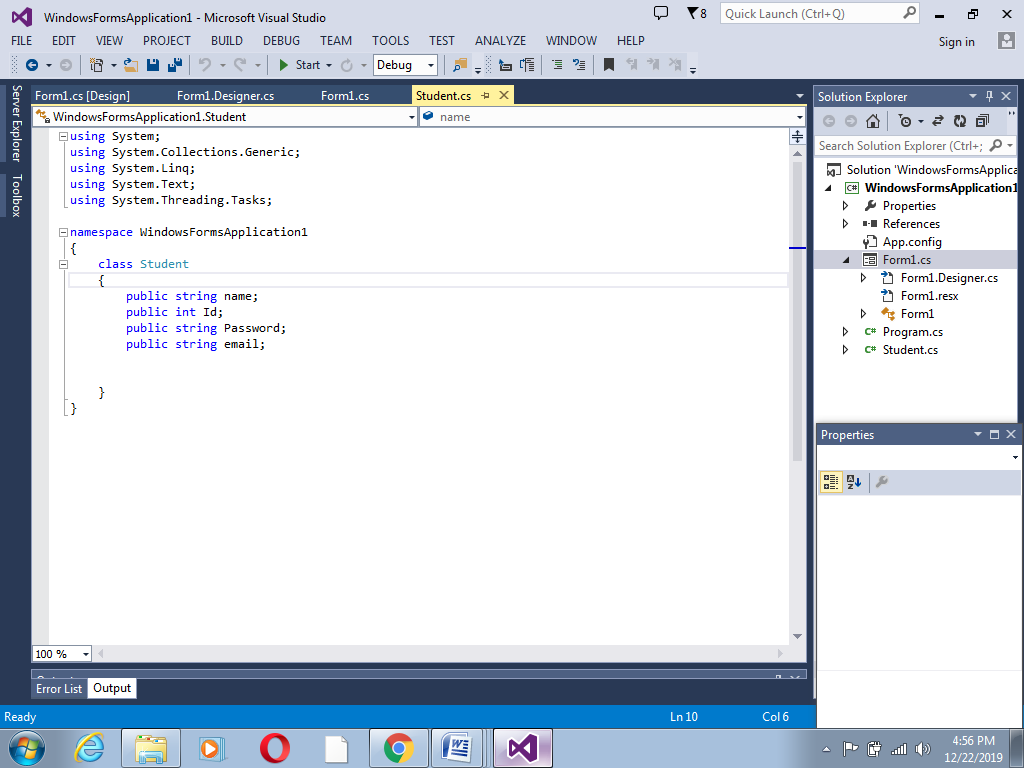 WindowsFormsApplication1 - Microsoft Visual Studio
8
Quick Launch (Ctrl+Q)
FILE EDIT VIEW PROJECT BUILD DEBUG TEAM TOOLS TEST ANALYZE WINDOW HELP
Sign in
Start
Debug
Server Explorer
Toolbox
Form1.cs [Design] Form1.Designer.cs Form1.cs Student.cs
WindowsFormsApplication1.Student
name
using System;
using System.Collections.Generic;
using System.Linq;
using System.Text;
using System.Threading.Tasks;
namespace WindowsFormsApplication1
{
class Student
{
public string name;
public int Id;
public string Password;
public string email;
}
}
100 %
Error List Output
Solution Explorer
Search Solution Explorer (Ctrl+;
Solution 'WindowsFormsApplica
C# WindowsFormsApplication1
Properties
References
App.config
Form1.cs
Form1.Designer.cs
Form1.resx
Form1
C# Program.cs
C# Student.cs
Properties
Ready
Ln 10
Col 6
4:56 PM
12/22/2019